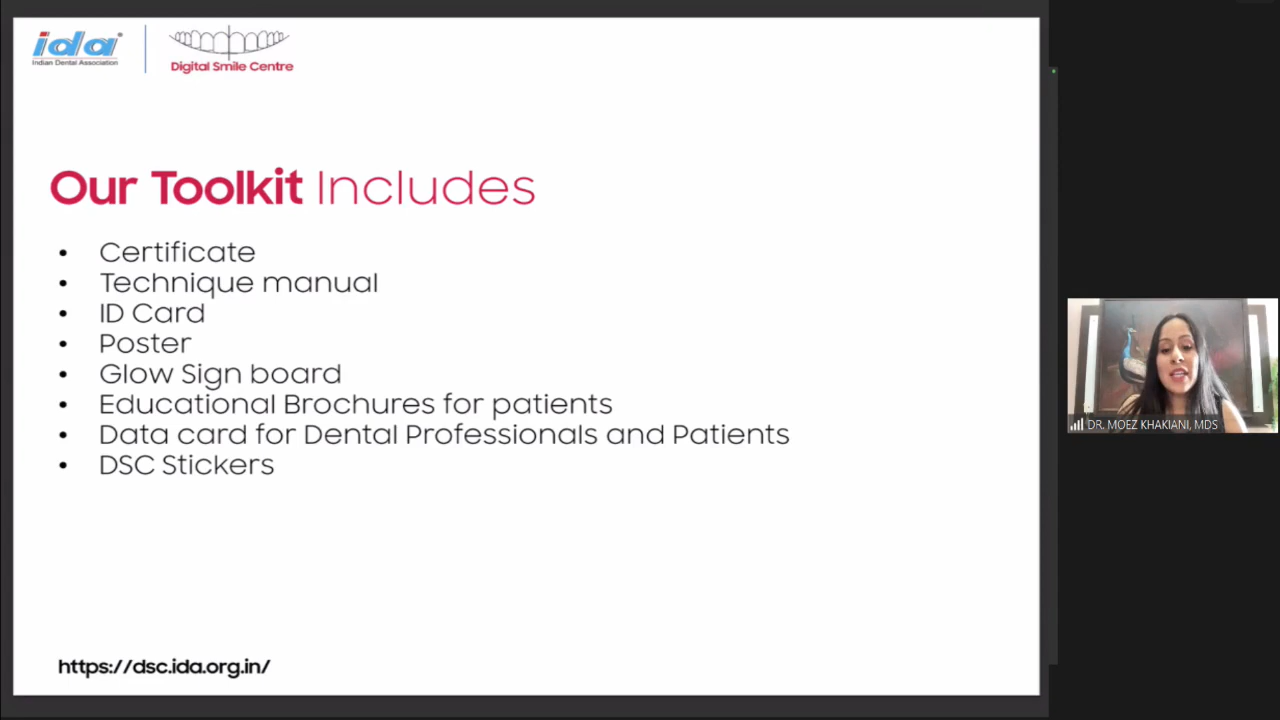 ida
Indian Dental Association
Digital Smile Centre
Our Toolkit Includes
• Certificate
• Technique manual
• ID Card
• Poster
• Glow Sign board
• Educational Brochures for patients
• Data card for Dental Professionals and Patients
• DSC Stickers
DR. MOEZ KHAKIANI, MDS
https://dsc.ida.org.in/